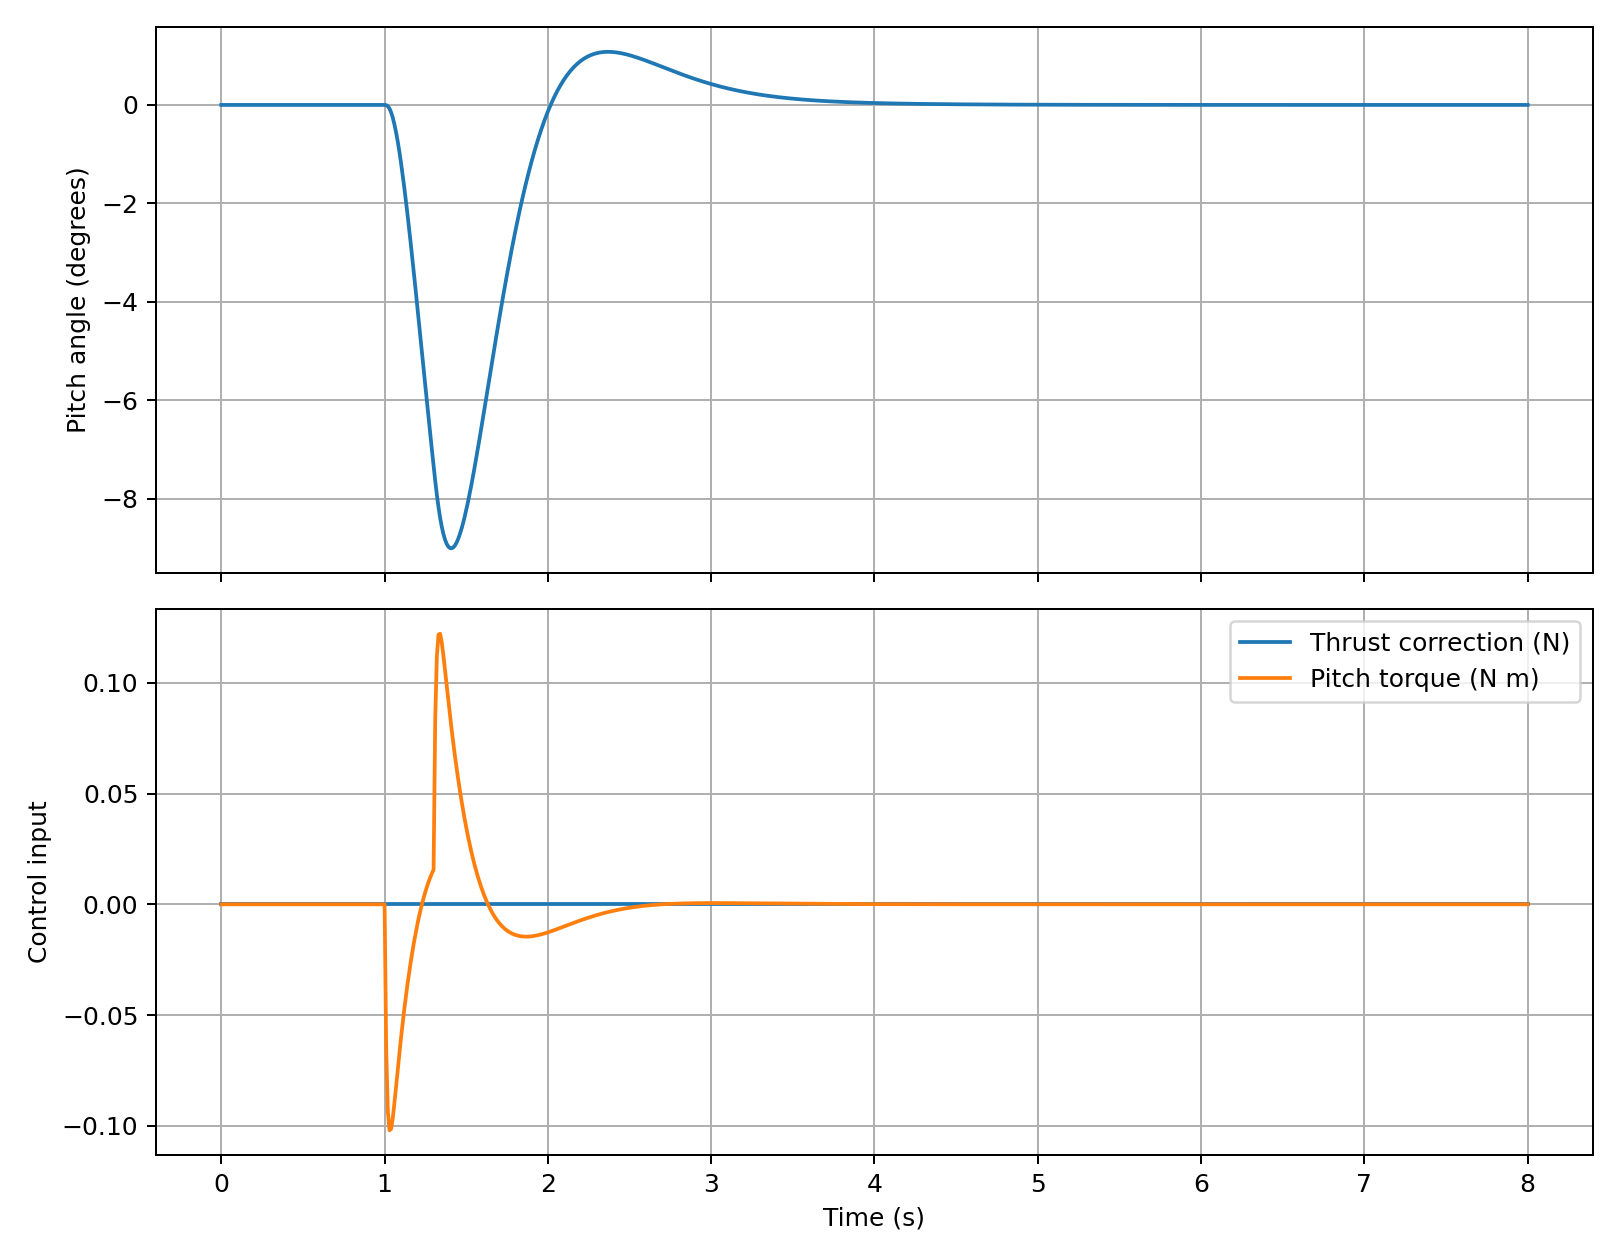 0
−2
−4
−6
−8
Pitch angle (degrees)
Thrust correction (N)
Pitch torque (N m)
0.10
0.05
0.00
−0.05
−0.10
Control input
0 1 2 3 4 5 6 7 8
Time (s)